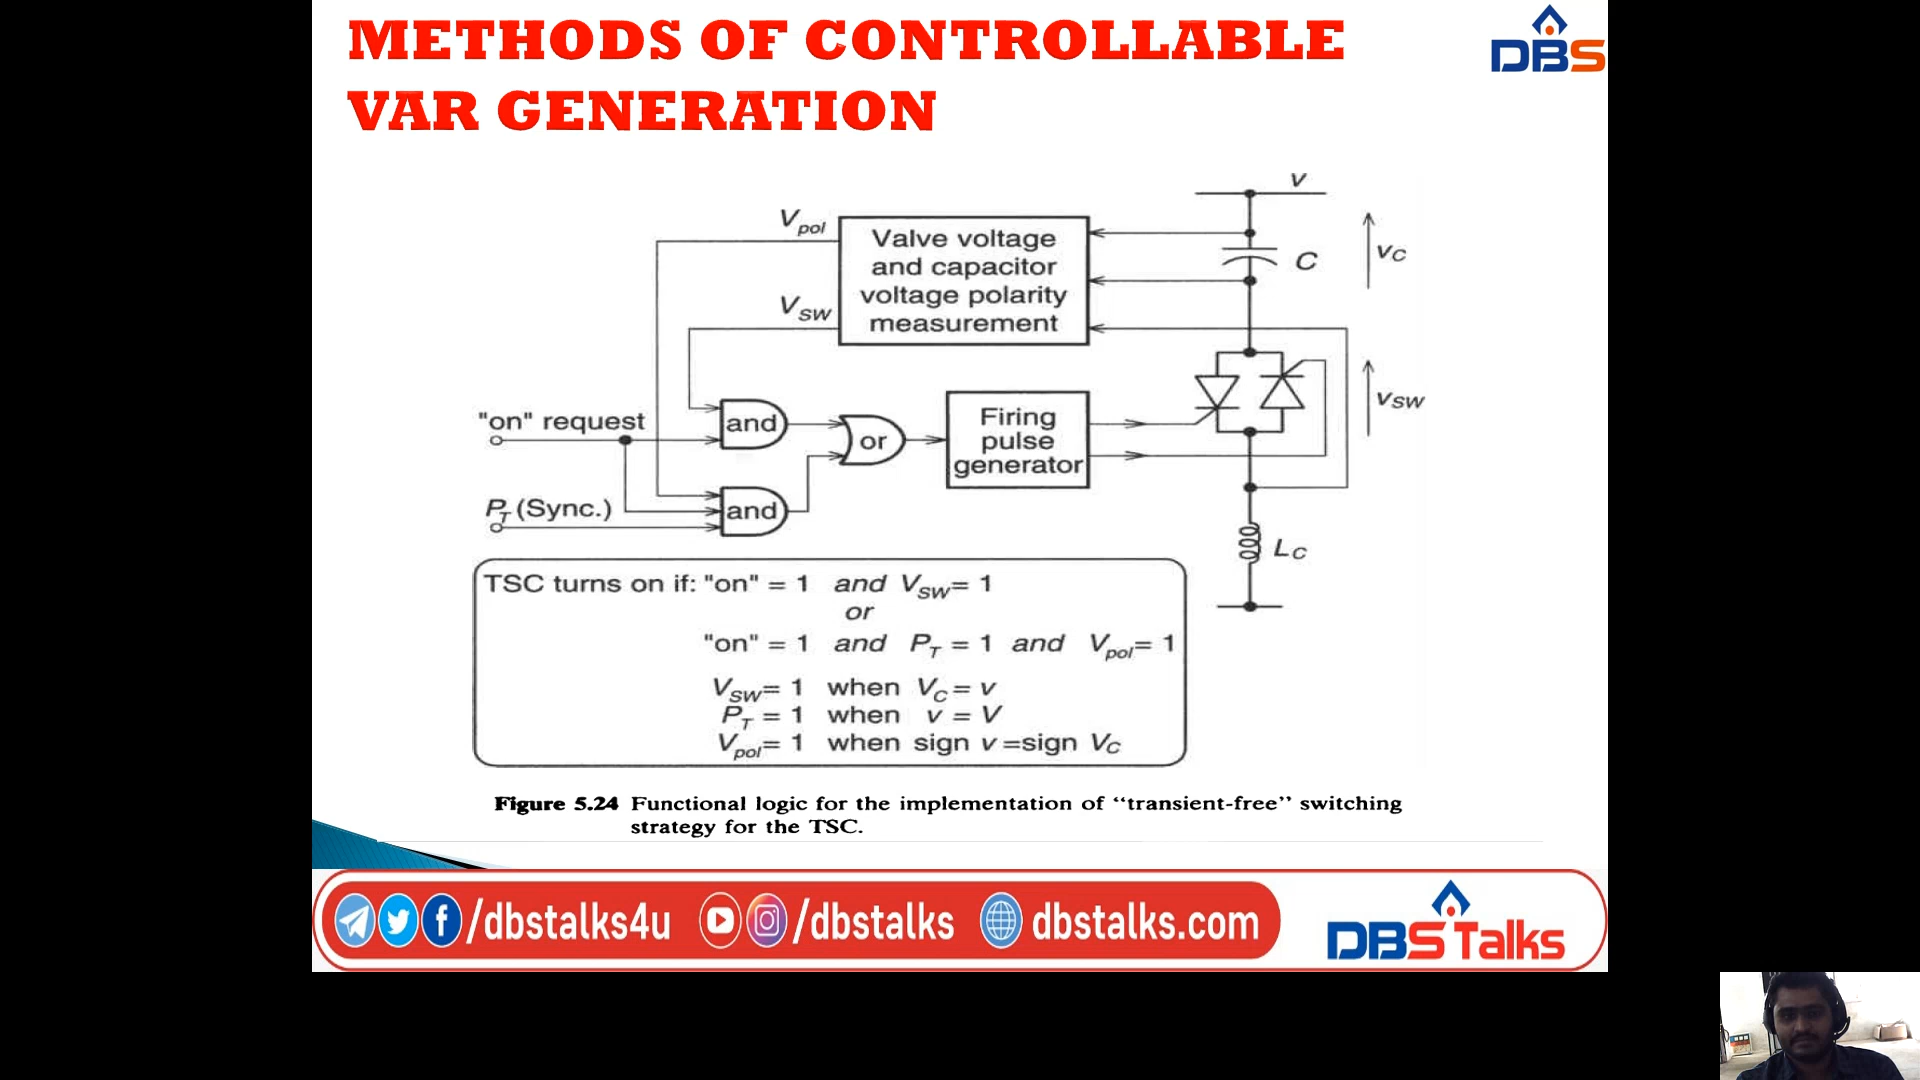 METHODS OF CONTROLLABLE
VAR GENERATION
DBS
Vpol
Valve voltage
and capacitor
voltage polarity
measurement
VSW
v
C
vC
vSW
"on" request
and
or
Firing
pulse
generator
PT (Sync.)
and
LC
TSC turns on if: "on" = 1 and VSW= 1
or
"on" = 1 and PT = 1 and Vpol= 1
VSW= 1 when VC= v
PT = 1 when v = V
Vpol= 1 when sign v=sign VC
Figure 5.24 Functional logic for the implementation of “transient-free” switching
strategy for the TSC.
/dbstalks4u /dbstalks dbstalks.com
DBS Talks